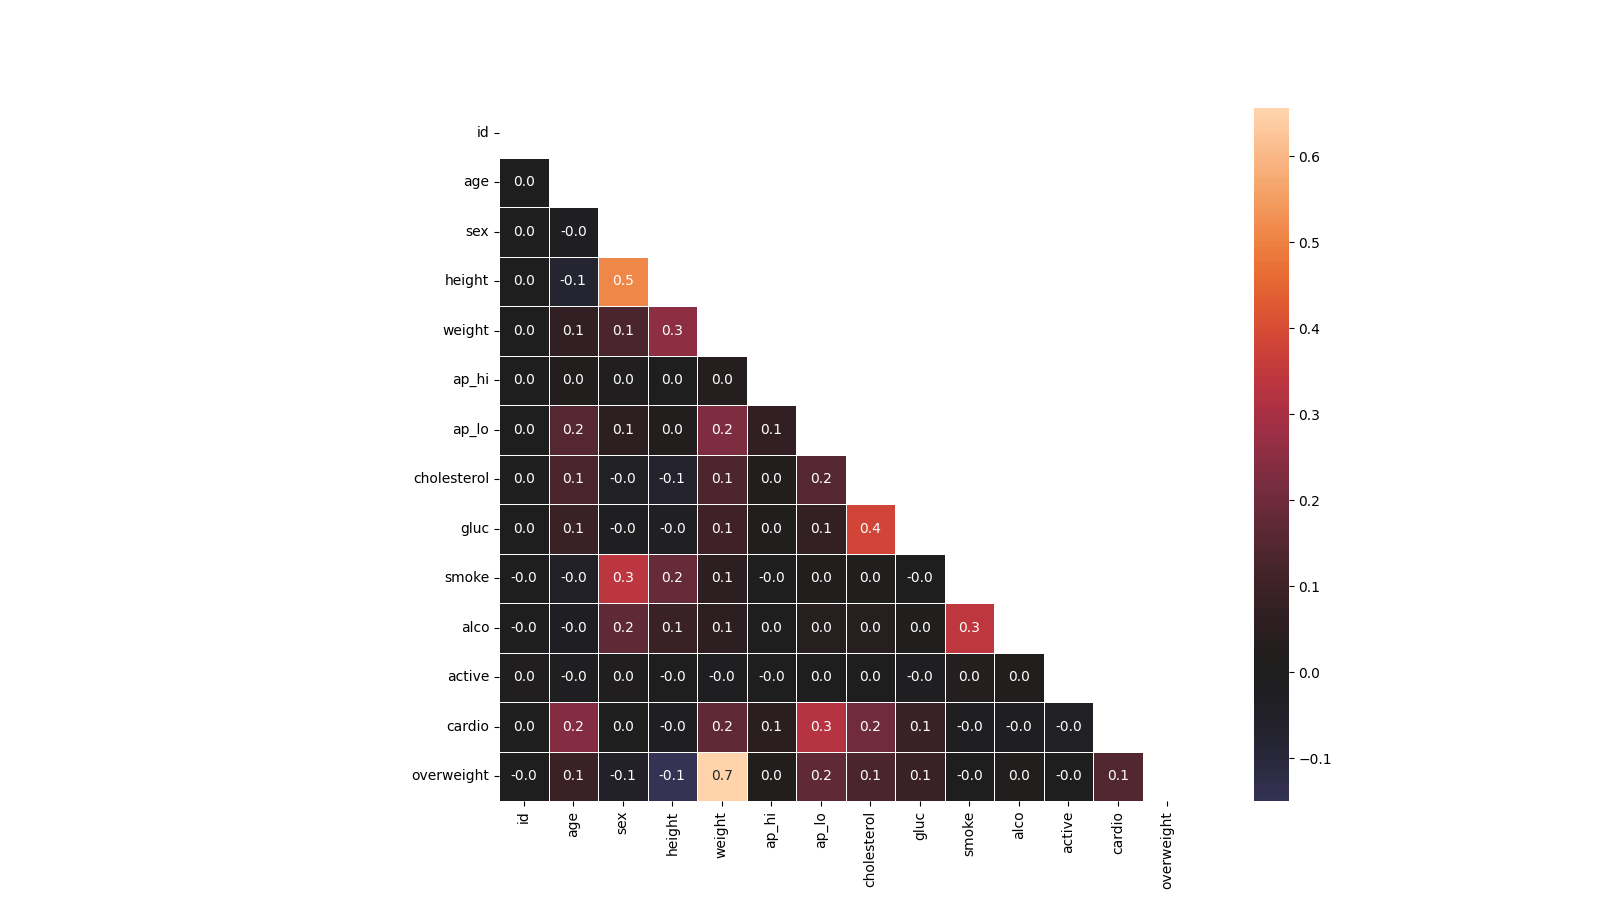 id
age 0.0
sex 0.0 -0.0
height 0.0 -0.1 0.5
weight 0.0 0.1 0.1 0.3
ap_hi 0.0 0.0 0.0 0.0 0.0
ap_lo 0.0 0.2 0.1 0.0 0.2 0.1
cholesterol 0.0 0.1 -0.0 -0.1 0.1 0.0 0.2
gluc 0.0 0.1 -0.0 -0.0 0.1 0.0 0.1 0.4
smoke -0.0 -0.0 0.3 0.2 0.1 -0.0 0.0 0.0 -0.0
alco -0.0 -0.0 0.2 0.1 0.1 0.0 0.0 0.0 0.0 0.3
active 0.0 -0.0 0.0 -0.0 -0.0 -0.0 0.0 0.0 -0.0 0.0 0.0
cardio 0.0 0.2 0.0 -0.0 0.2 0.1 0.3 0.2 0.1 -0.0 -0.0 -0.0
overweight -0.0 0.1 -0.1 -0.1 0.7 0.0 0.2 0.1 0.1 -0.0 0.0 -0.0 0.1
id age sex height weight ap_hi ap_lo cholesterol gluc smoke alco active cardio overweight
0.6
0.5
0.4
0.3
0.2
0.1
0.0
−0.1